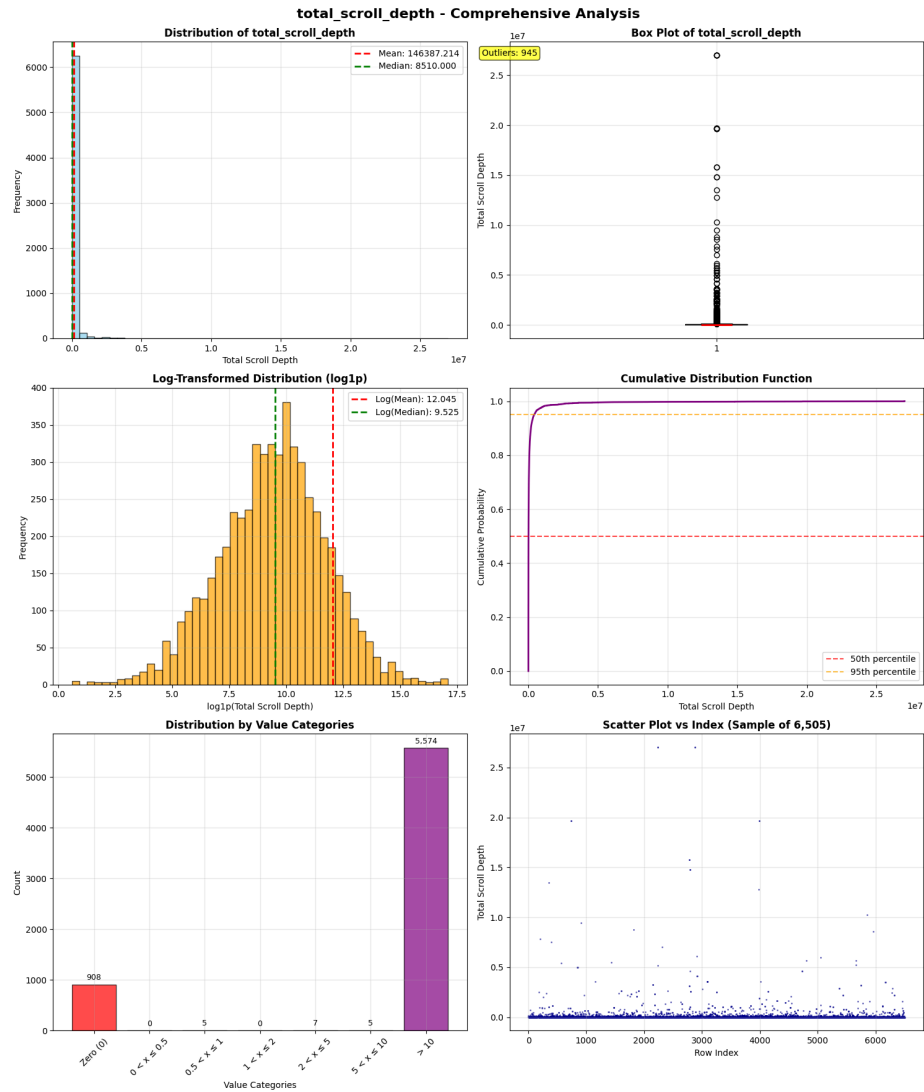 total_scroll_depth - Comprehensive Analysis
Distribution of total_scroll_depth
Mean: 146387.214
Median: 8510.000
Frequency
6000
5000
4000
3000
2000
1000
0
0.0
0.5
1.0
1.5
2.0
2.5
1e7
Total Scroll Depth
Box Plot of total_scroll_depth
1e7
Outliers: 945
Total Scroll Depth
2.5
2.0
1.5
1.0
0.5
0.0
1
Log-Transformed Distribution (log1p)
Log(Mean): 12.045
Log(Median): 9.525
Frequency
400
350
300
250
200
150
100
50
0
0.0
2.5
5.0
7.5
10.0
12.5
15.0
17.5
log1p(Total Scroll Depth)
Cumulative Distribution Function
Cumulative Probability
1.0
0.8
0.6
0.4
0.2
0.0
50th percentile
95th percentile
0.0
0.5
1.0
1.5
2.0
2.5
1e7
Total Scroll Depth
Distribution by Value Categories
Count
5000
4000
3000
2000
1000
0
908
0
5
0
7
5
5,574
Zero (0)
0 < x ≤ 0.5
0.5 < x ≤ 1
1 < x ≤ 2
2 < x ≤ 5
5 < x ≤ 10
> 10
Value Categories
Scatter Plot vs Index (Sample of 6,505)
1e7
Total Scroll Depth
2.5
2.0
1.5
1.0
0.5
0.0
0
1000
2000
3000
4000
5000
6000
Row Index